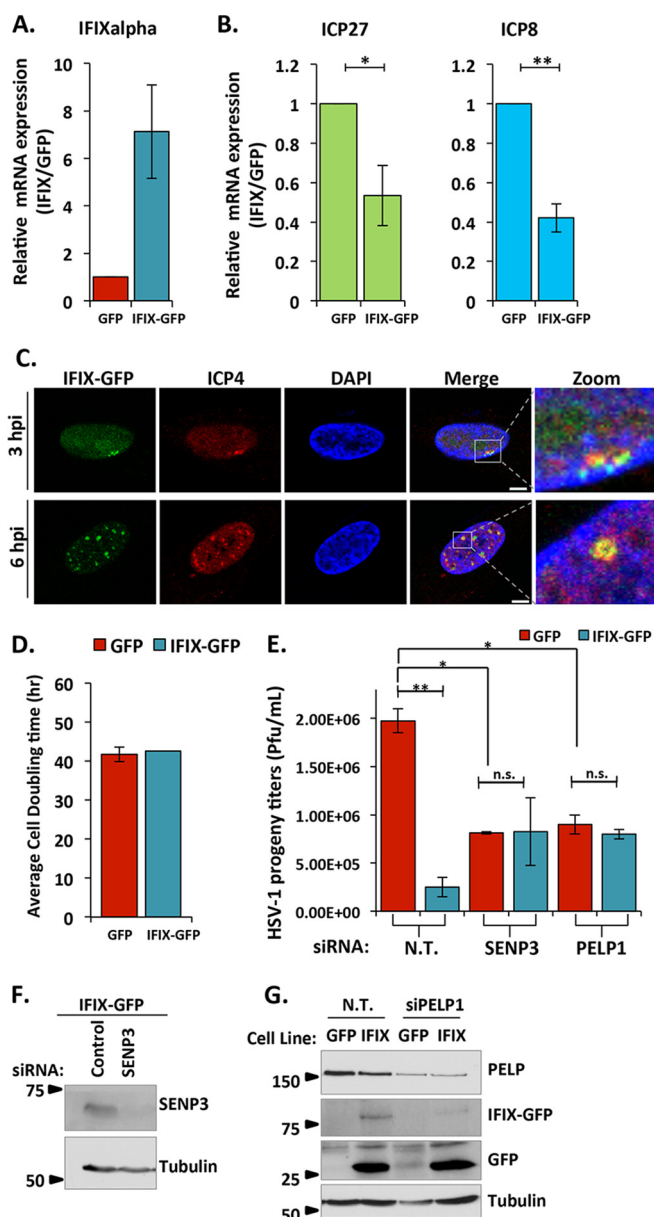 A.
IFIXalpha
Relative mRNA expression
(IFIX/GFP)
10
8
6
4
2
0
GFP IFIX-GFP
B.
ICP27
Relative mRNA expression
(IFIX/GFP)
*
1.2
1
0.8
0.6
0.4
0.2
0
GFP IFIX-GFP
ICP8
**
1.2
1
0.8
0.6
0.4
0.2
0
GFP IFIX-GFP
C.
IFIX-GFP ICP4 DAPI Merge Zoom
3 hpi
6 hpi
D.
GFP IFIX-GFP
Average Cell Doubling time (hr)
60
50
40
30
20
10
0
GFP IFIX-GFP
E.
GFP IFIX-GFP
HSV-1 progeny titers (Pfu/mL)
*
*
**
n.s.
n.s.
2.00E+06
1.50E+06
1.00E+06
5.00E+05
0.00E+00
siRNA: N.T. SENP3 PELP1
F.
IFIX-GFP
siRNA: Control SENP3
75
SENP3
Tubulin
50
G.
N.T. siPELP1
Cell Line: GFP IFIX GFP IFIX
150
PELP
IFIX-GFP
75
GFP
25
Tubulin
50